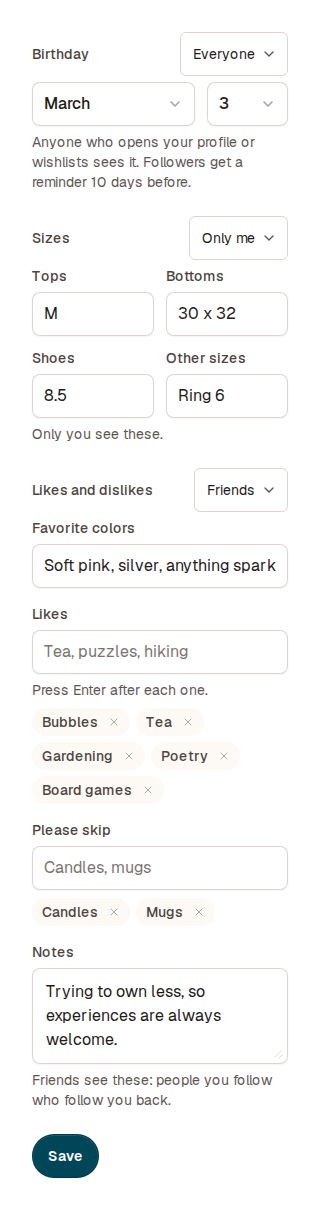 Birthday
Everyone
March
3
Anyone who opens your profile or
wishlists sees it. Followers get a
reminder 10 days before.
Sizes
Only me
Tops
Bottoms
M
30 x 32
Shoes
Other sizes
8.5
Ring 6
Only you see these.
Likes and dislikes
Friends
Favorite colors
Soft pink, silver, anything spark
Likes
Tea, puzzles, hiking
Press Enter after each one.
Bubbles
Tea
Gardening
Poetry
Board games
Please skip
Candles, mugs
Candles
Mugs
Notes
Trying to own less, so
experiences are always
welcome.
Friends see these: people you follow
who follow you back.
Save